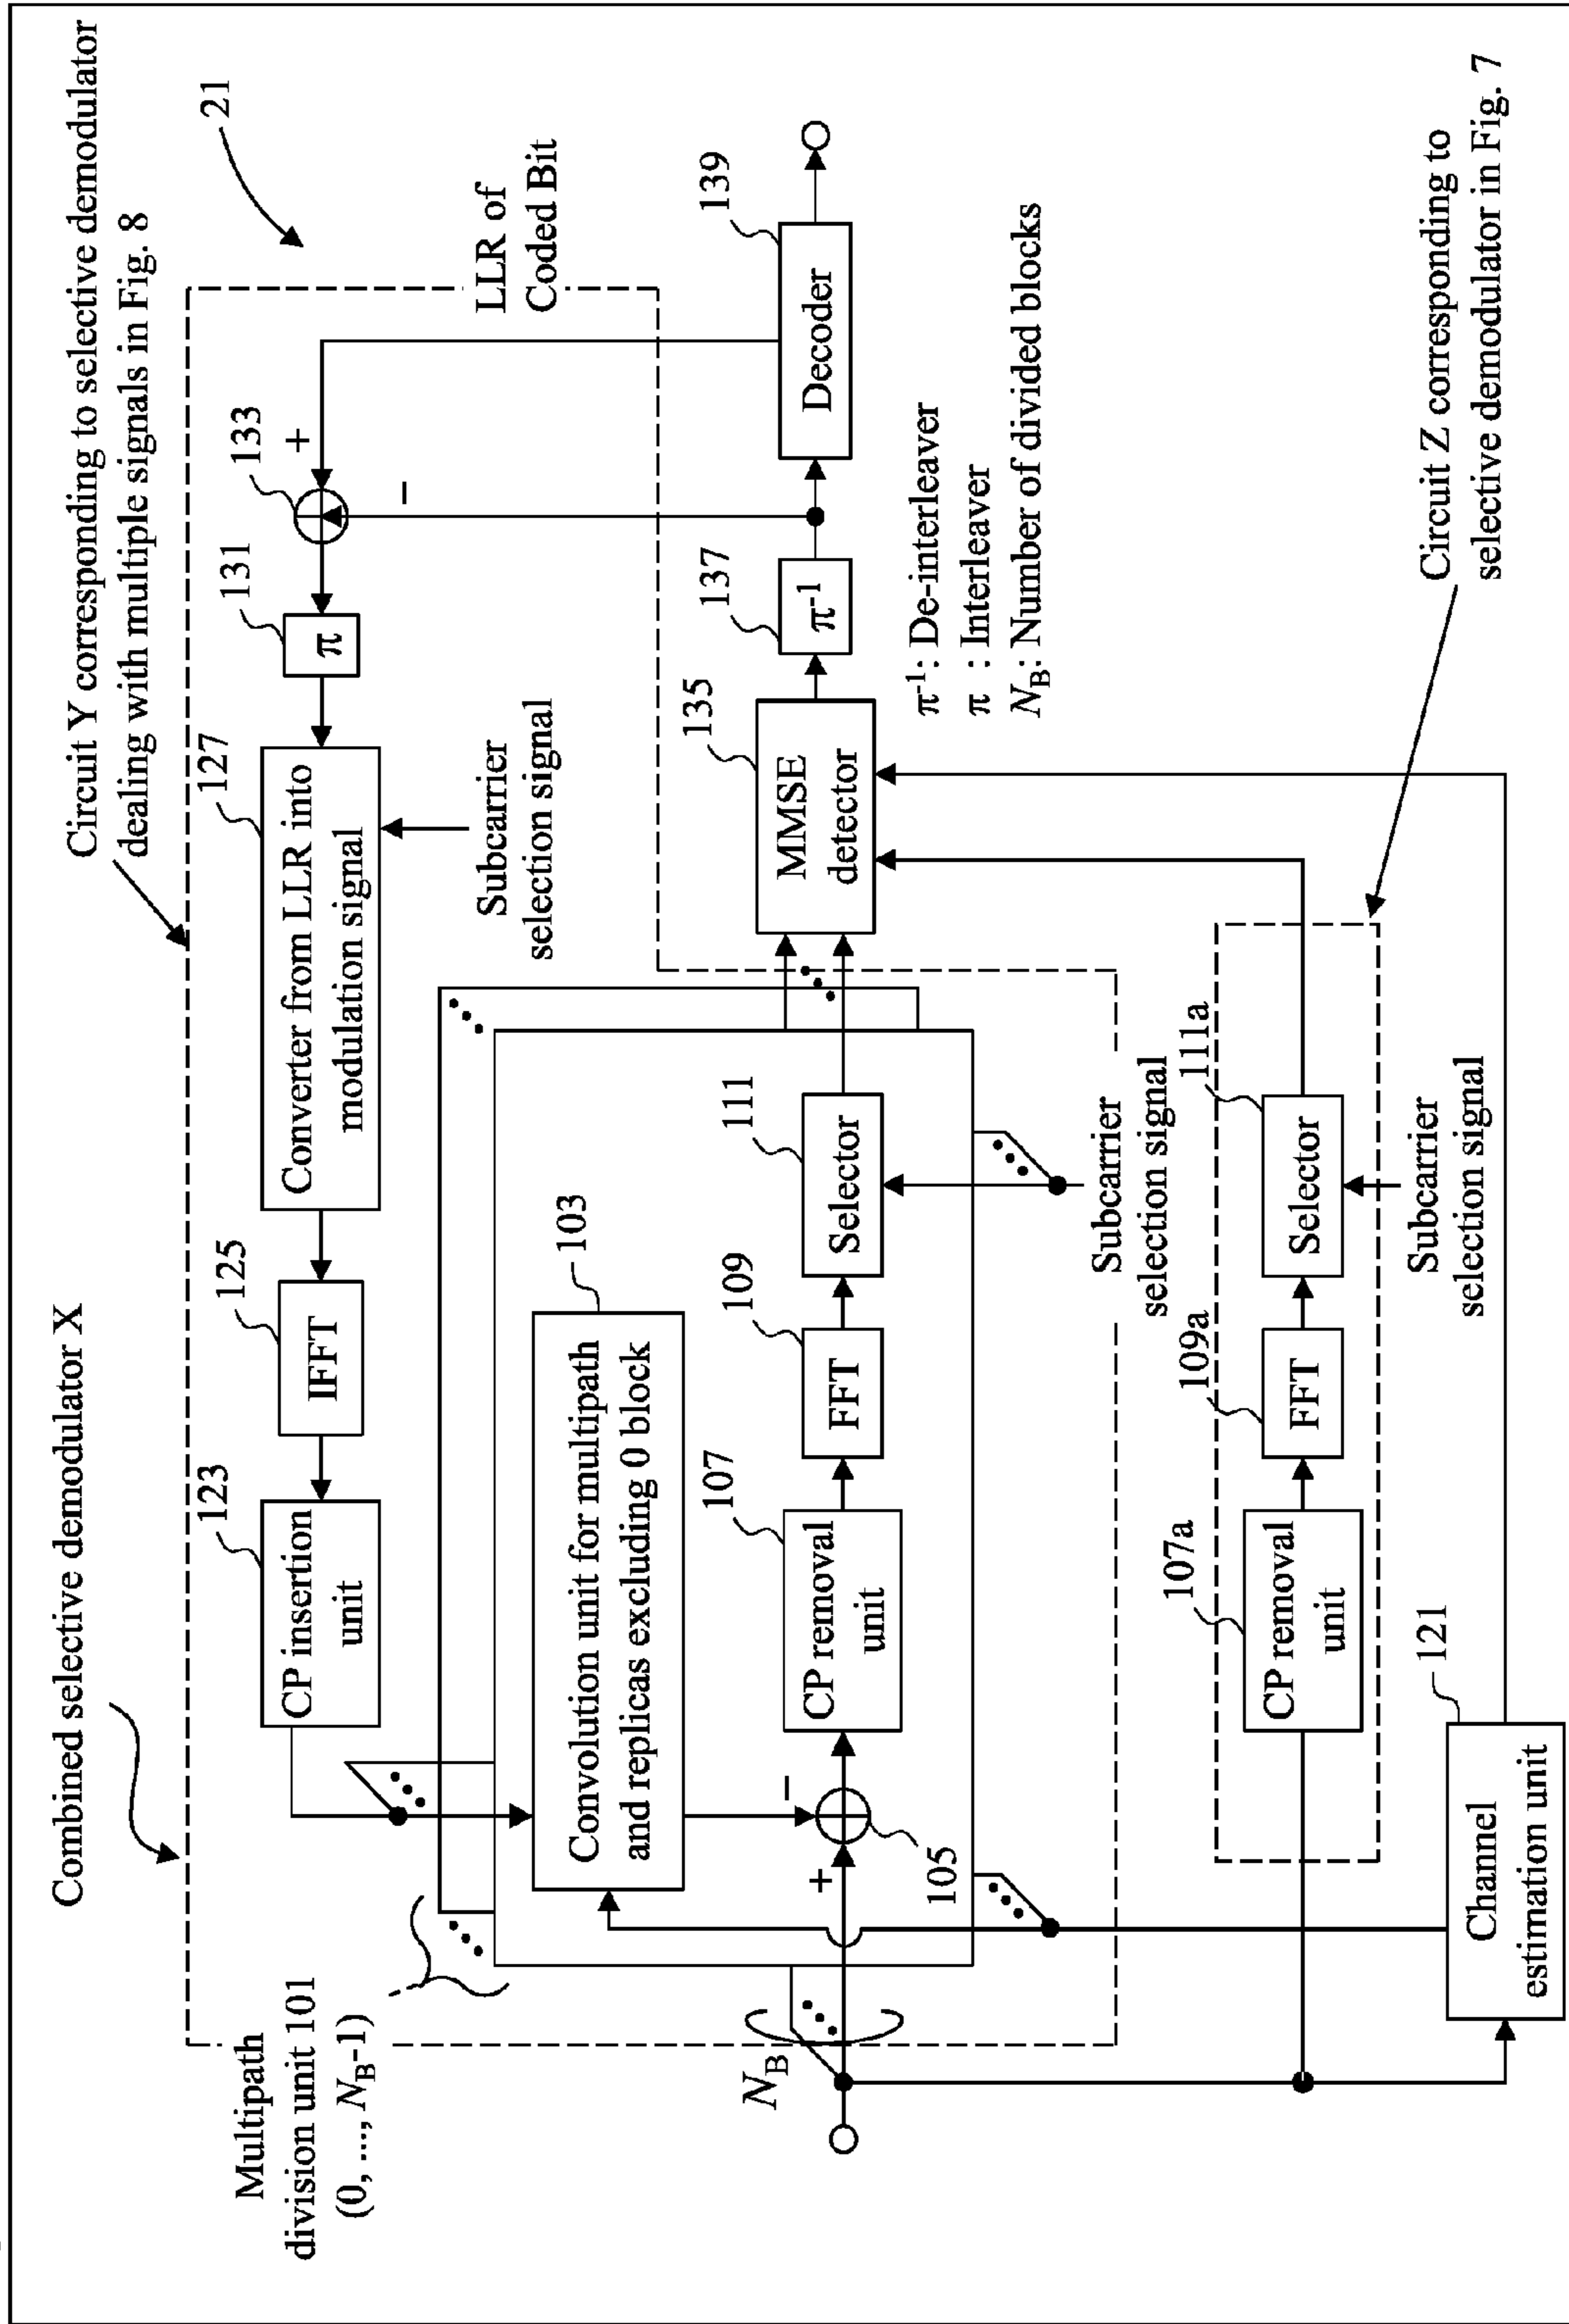 Combined selective demodulator X
Circuit Y corresponding to selective demodulator
dealing with multiple signals in Fig. 8
21
Multipath
division unit 101
(0, ..., NB-1)
123
CP insertion
unit
125
IFFT
127
Converter from LLR into
modulation signal
Subcarrier
selection signal
131
π
133
+
−
LLR of
Coded Bit
103
Convolution unit for multipath
and replicas excluding 0 block
NB
+
−
105
107
CP removal
unit
109
FFT
111
Selector
Subcarrier
selection signal
135
MMSE
detector
137
π-1
139
Decoder
π-1: De-interleaver
π : Interleaver
NB: Number of divided blocks
107a
CP removal
unit
109a
FFT
111a
Selector
Subcarrier
selection signal
Circuit Z corresponding to
selective demodulator in Fig. 7
121
Channel
estimation unit